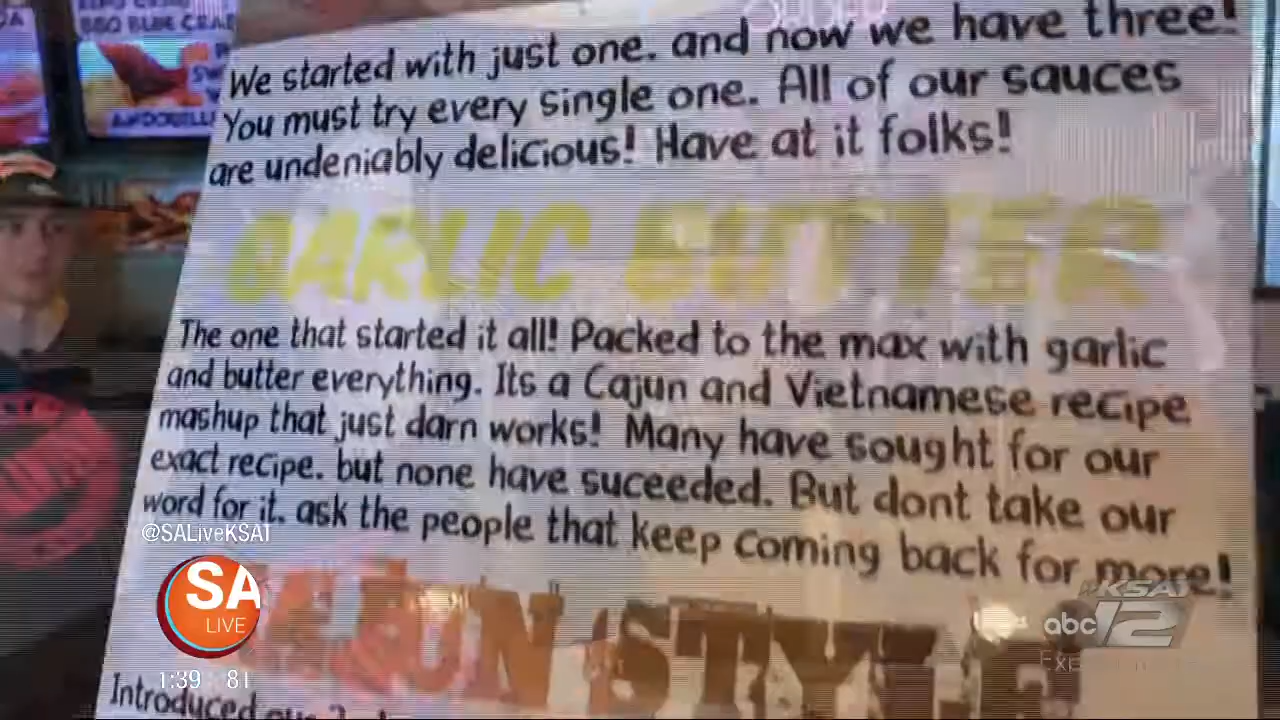 BBQ BLUE CRAB
We started with just one. and now we have three!
You must try every single one. All of our sauces
are undeniably delicious! Have at it folks!
GARLIC BUTTER
The one that started it all! Packed to the max with garlic
and butter everything. Its a Cajun and Vietnamese recipe
mashup that just darn works! Many have sought for our
exact recipe. but none have suceeded. But dont take our
word for it. ask the people that keep coming back for more!
STYLE
Introduced our
@SALiveKSAT
SA
LIVE
1:39 81
KSAT
abc 12